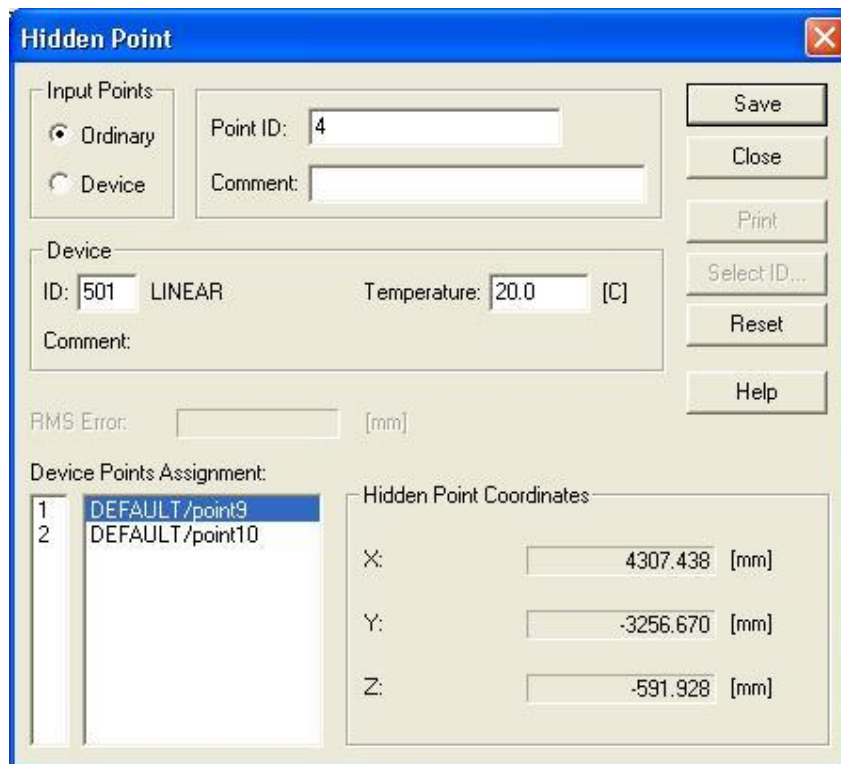 Hidden Point
Input Points
Ordinary
Device
Point ID: 4
Comment:
Save
Close
Print
Select ID...
Reset
Help
Device
ID: 501 LINEAR Temperature: 20.0 [C]
Comment:
RMS Error: [mm]
Device Points Assignment:
1 DEFAULT/point9
2 DEFAULT/point10
Hidden Point Coordinates
X: 4307.438 [mm]
Y: -3256.670 [mm]
Z: -591.928 [mm]